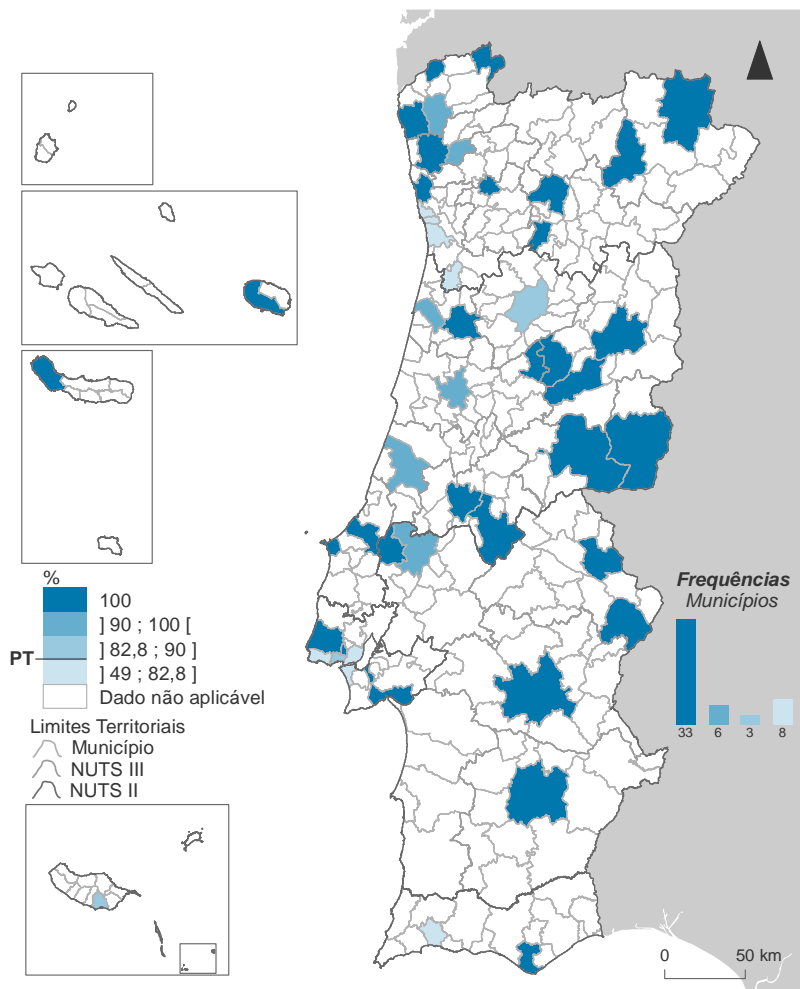 %
100
] 90 ; 100 [
] 82,8 ; 90 ]
PT
] 49 ; 82,8 ]
Dado não aplicável
Limites Territoriais
Município
NUTS III
NUTS II
Frequências
Municípios
33 6 3 8
0 50 km